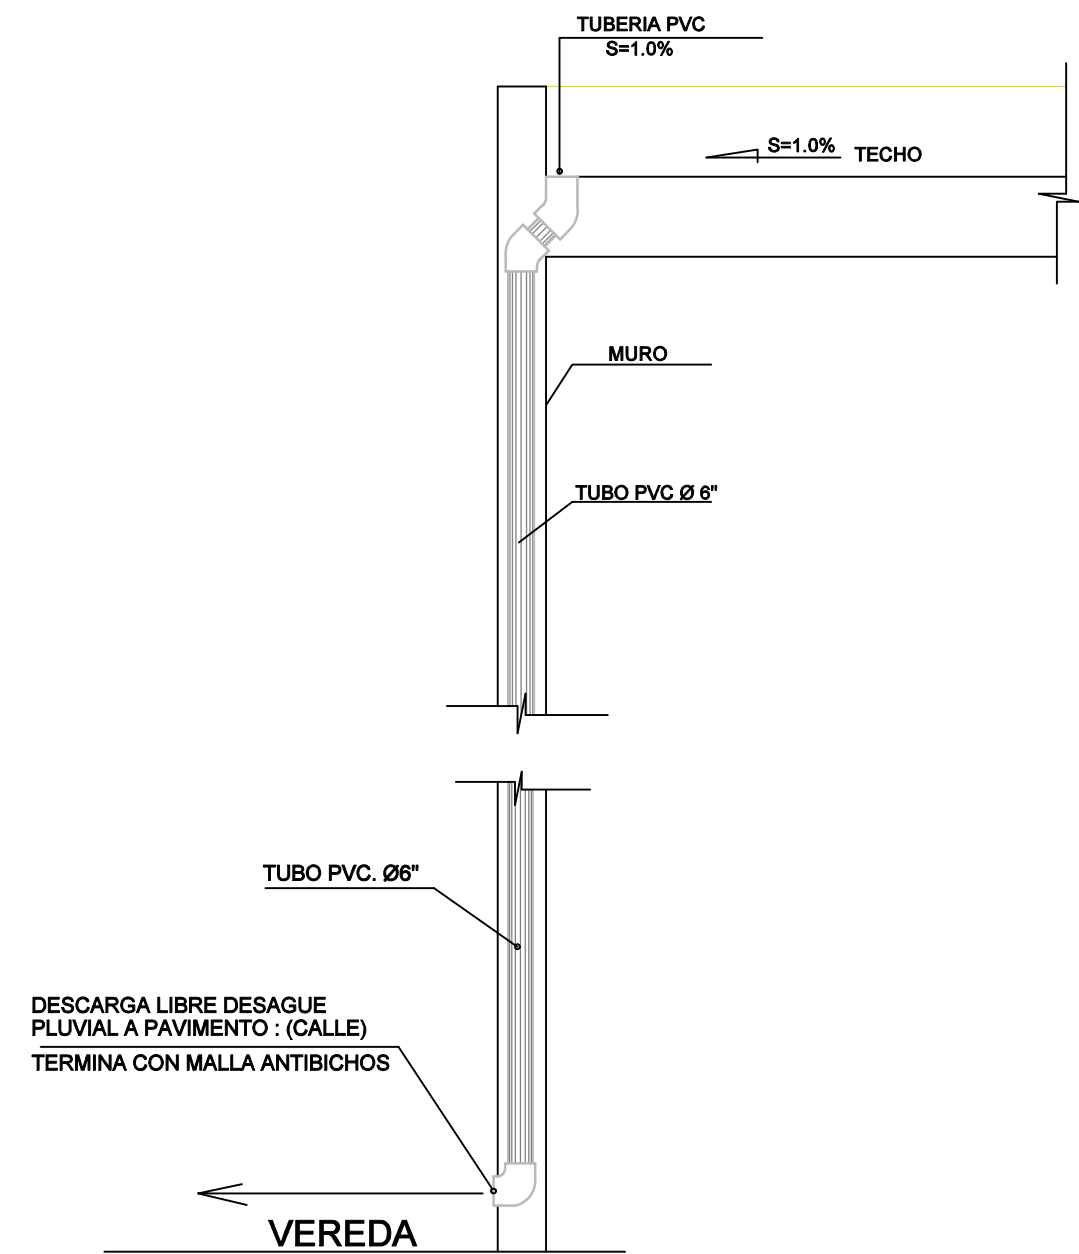 TUBERIA PVC
S=1.0%
S=1.0%
TECHO
MURO
TUBO PVC Ø 6"
TUBO PVC. Ø6"
DESCARGA LIBRE DESAGUE
PLUVIAL A PAVIMENTO : (CALLE)
TERMINA CON MALLA ANTIBICHOS
VEREDA